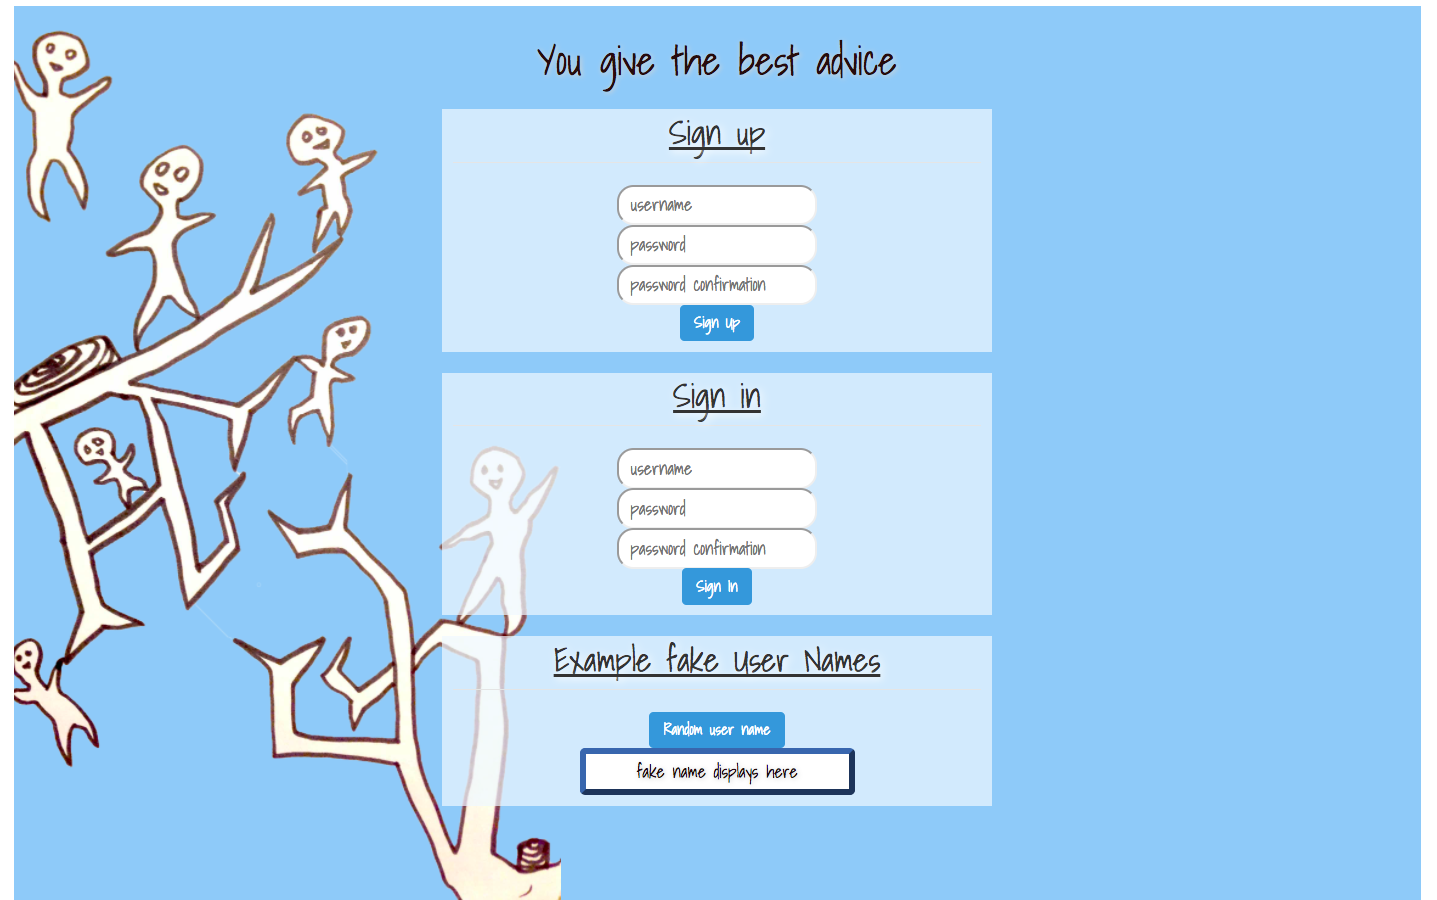 You give the best advice
Sign up
username
password
password confirmation
Sign Up
Sign in
username
password
password confirmation
Sign In
Example fake User Names
Random user name
fake name displays here